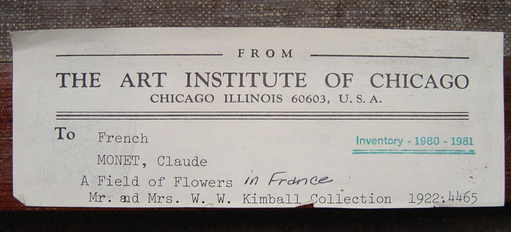 FROM
THE ART INSTITUTE OF CHICAGO
CHICAGO ILLINOIS 60603, U. S. A.
To French Inventory - 1980 - 1981
MONET, Claude
A Field of Flowers in France
Mr. and Mrs. W. W. Kimball Collection 1922.4465